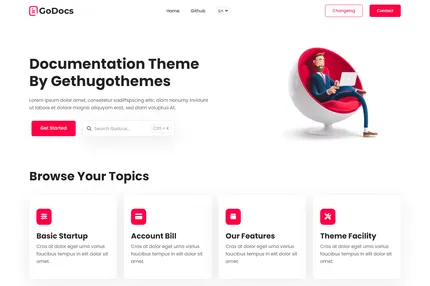 GoDocs
Home
Github
En
Changelog
Contact
Documentation Theme
By Gethugothemes
Lorem ipsum dolor amet, consetetur sadiffspcing elitr, diam nonumy invidunt
ut labore et dolore magna aliquyam erat, sed diam voluptua At.
Get Started
Search Godocs...
Ctrl + K
Browse Your Topics
Basic Startup
Cras at dolor eget urna varius
faucibus tempus in elit dolor sit
amet.
Account Bill
Cras at dolor eget urna varius
faucibus tempus in elit dolor sit
amet.
Our Features
Cras at dolor eget urna varius
faucibus tempus in elit dolor sit
amet.
Theme Facility
Cras at dolor eget urna varius
faucibus tempus in elit dolor sit
amet.